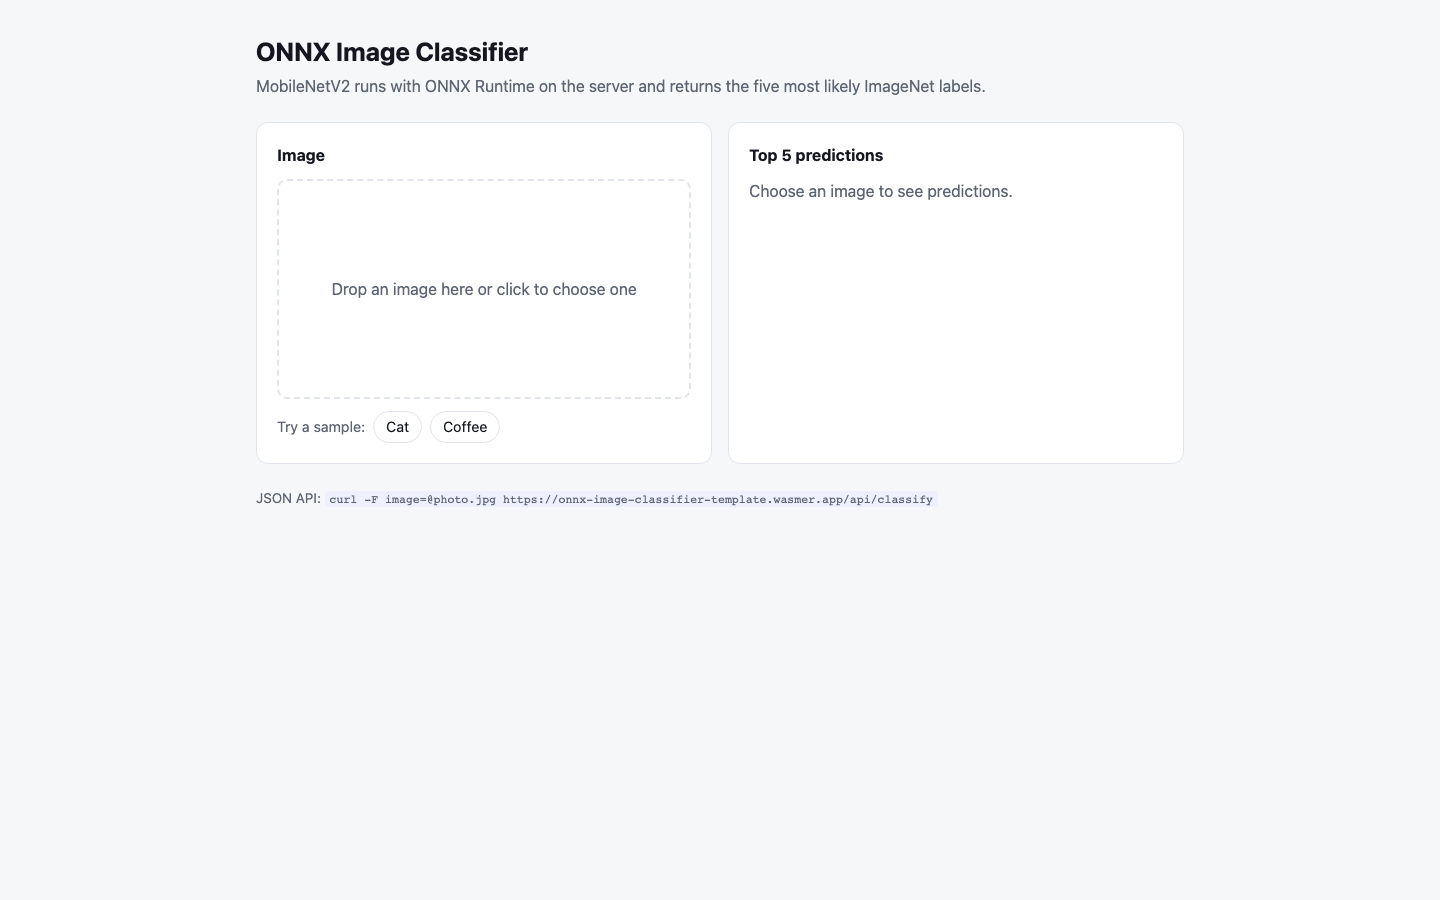 ONNX Image Classifier
MobileNetV2 runs with ONNX Runtime on the server and returns the five most likely ImageNet labels.
Image
Drop an image here or click to choose one
Try a sample: Cat Coffee
Top 5 predictions
Choose an image to see predictions.
JSON API: curl -F image=@photo.jpg https://onnx-image-classifier-template.wasmer.app/api/classify